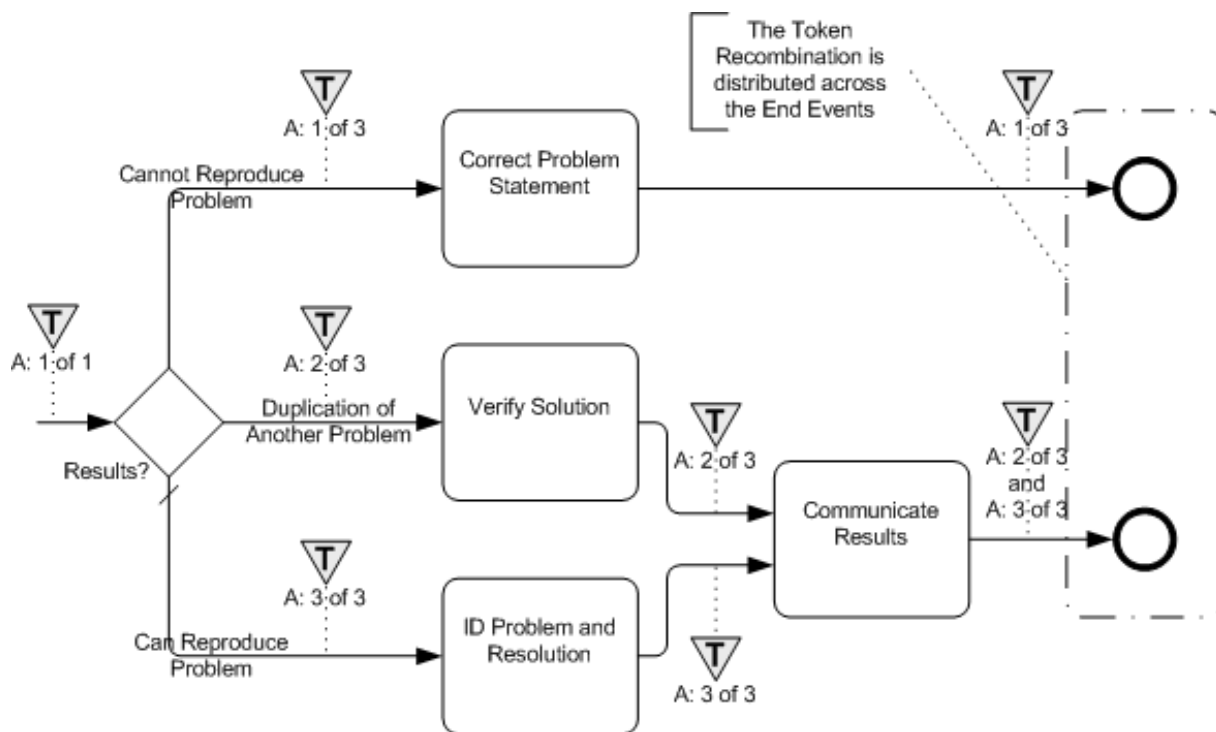 The Token
Recombination is
distributed across
the End Events
T
A: 1 of 3
T
A: 1 of 3
Correct Problem
Statement
Cannot Reproduce
Problem
T
A: 1 of 1
T
A: 2 of 3
Duplication of
Another Problem
Verify Solution
Results?
T
A: 2 of 3
T
A: 2 of 3
and
A: 3 of 3
Communicate
Results
T
A: 3 of 3
Can Reproduce
Problem
ID Problem and
Resolution
T
A: 3 of 3